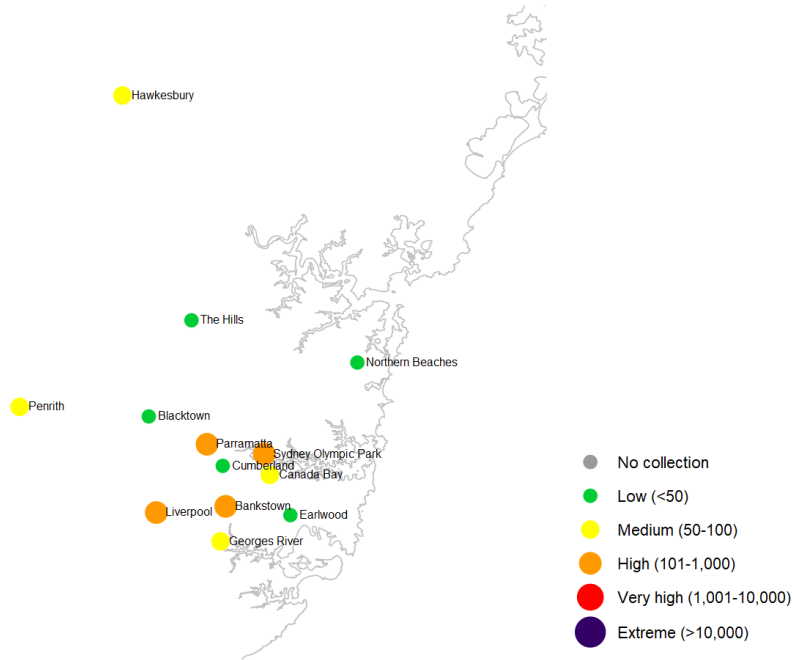 Hawkesbury
The Hills
Northern Beaches
Penrith
Blacktown
Parramatta
Sydney Olympic Park
Cumberland
Canada Bay
Bankstown
Liverpool
Earlwood
Georges River
No collection
Low (<50)
Medium (50-100)
High (101-1,000)
Very high (1,001-10,000)
Extreme (>10,000)